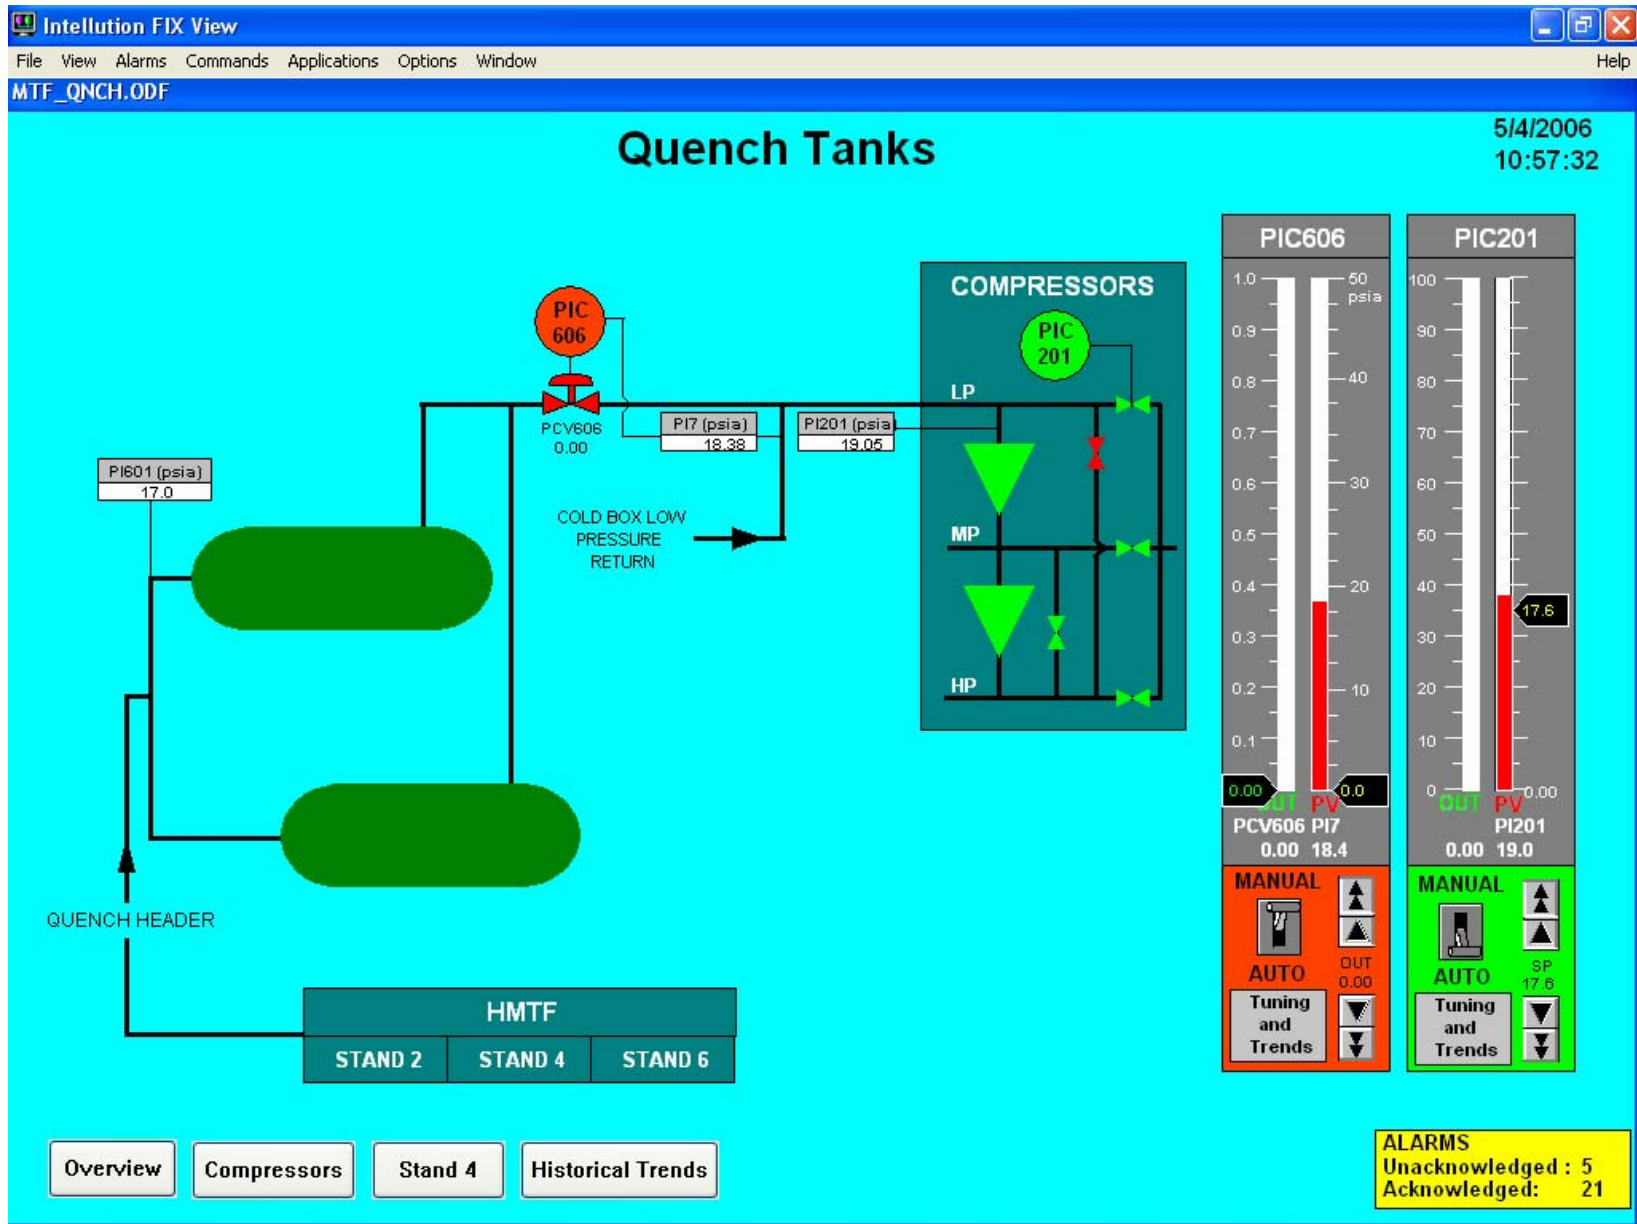 Intellution FIX View
File View Alarms Commands Applications Options Window Help
MTF_QNCH.ODF
Quench Tanks
5/4/2006
10:57:32
PIC
606
PCV606
0.00
PI7 (psia)
18.38
PI201 (psia
19.05
PI601 (psia)
17.0
COLD BOX LOW
PRESSURE
RETURN
QUENCH HEADER
HMTF
STAND 2 STAND 4 STAND 6
COMPRESSORS
PIC
201
LP
MP
HP
PIC606
1.0
0.9
0.8
0.7
0.6
0.5
0.4
0.3
0.2
0.1
0.00
50
psia
40
30
20
10
0.0
OUT PV
PCV606 PI7
0.00 18.4
MANUAL
AUTO
OUT
0.00
Tuning
and
Trends
PIC201
100
90
80
70
60
50
40
30
20
10
0
17.6
0.00
OUT PV
PI201
0.00 19.0
MANUAL
AUTO
SP
17.6
Tuning
and
Trends
Overview Compressors Stand 4 Historical Trends
ALARMS
Unacknowledged : 5
Acknowledged: 21